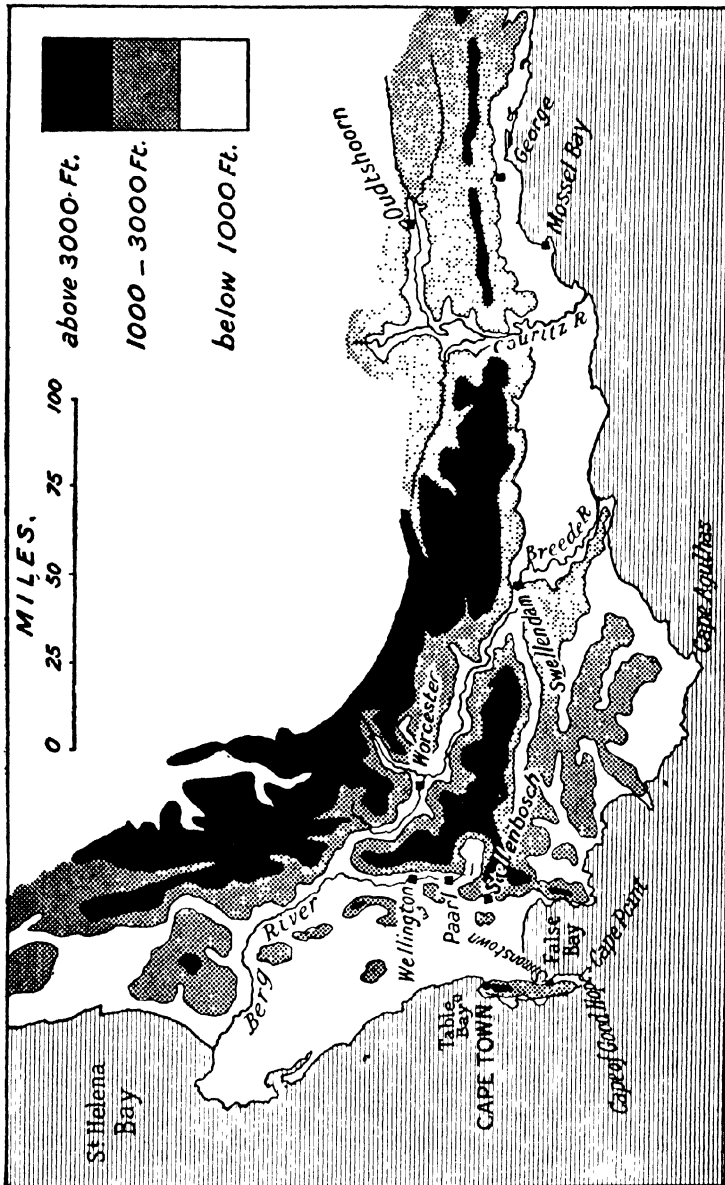 MILES.
0 25 50 75 100
above 3000 Ft.
1000 – 3000 Ft.
below 1000 Ft.
St Helena
Bay
Berg River
Wellington
Paarl
Stellenbosch
Worcester
Swellendam
Breede R
Gouritz R
Oudtshoorn
George
Mossel Bay
Table
Bay
CAPE TOWN
Simonstown
False
Bay
Cape of Good Hope
Cape Point
Cape Agulhas